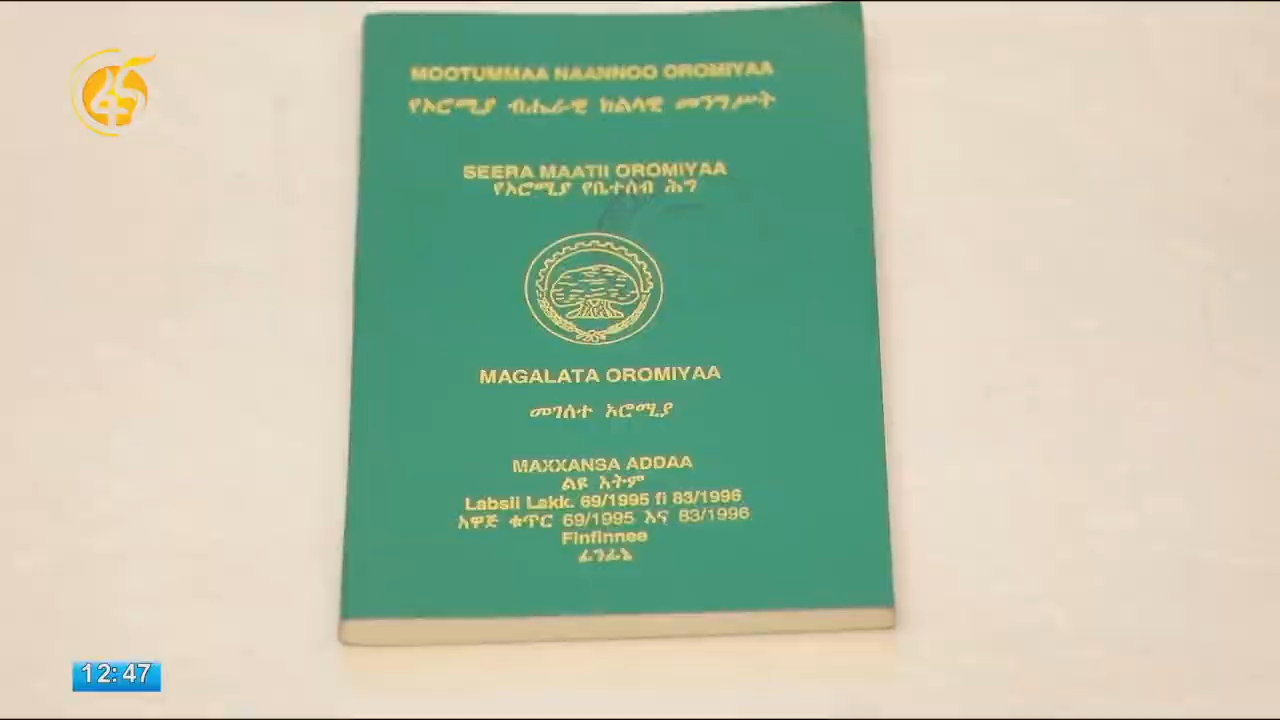 MOOTUMMAA NAANNOO OROMIYAA
የኦሮሚያ ብሔራዊ ክልላዊ መንግሥት
SEERA MAATII OROMIYAA
የኦሮሚያ የቤተሰብ ሕግ
MAGALATA OROMIYAA
መገለተ ኦሮሚያ
MAXXANSA ADDAA
ልዩ እትም
Labsii Lakk. 69/1995 fi 83/1996
አዋጅ ቁጥር 69/1995 እና 83/1996
Finfinnee
ፊንፊኔ
12:47